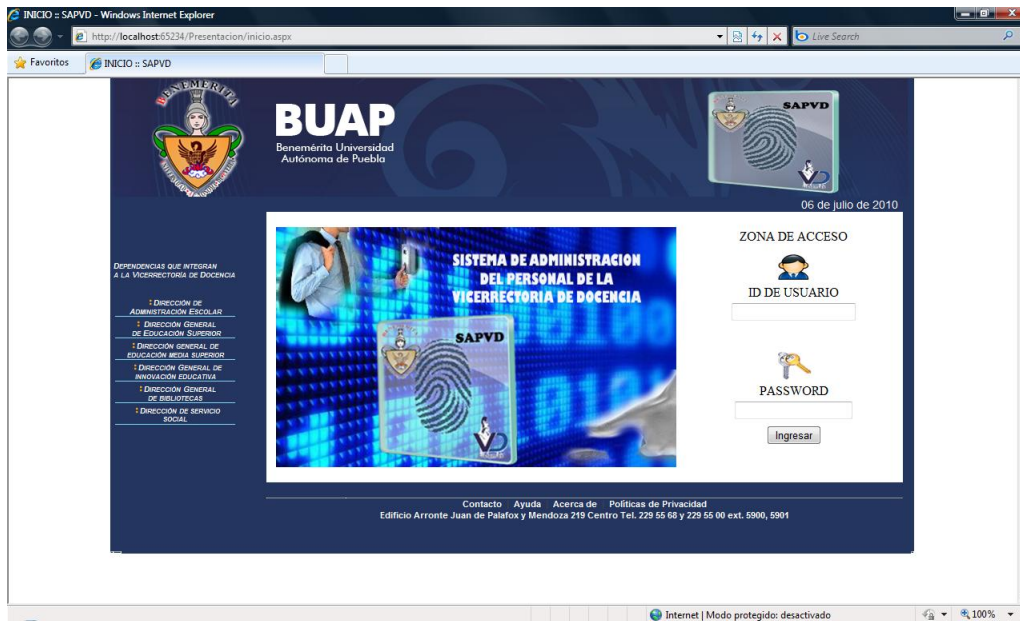 INICIO :: SAPVD - Windows Internet Explorer
http://localhost:65234/Presentacion/inicio.aspx
Live Search
Favoritos
INICIO :: SAPVD
BENEMERITA
BUAP
Benemérita Universidad
Autónoma de Puebla
SAPVD
VD
06 de julio de 2010
DEPENDENCIAS QUE INTEGRAN
A LA VICERRECTORÍA DE DOCENCIA
DIRECCIÓN DE
ADMINISTRACIÓN ESCOLAR
DIRECCIÓN GENERAL
DE EDUCACIÓN SUPERIOR
DIRECCIÓN GENERAL DE
EDUCACIÓN MEDIA SUPERIOR
DIRECCIÓN GENERAL DE
INNOVACIÓN EDUCATIVA
DIRECCIÓN GENERAL
DE BIBLIOTECAS
DIRECCIÓN DE SERVICIO
SOCIAL
SISTEMA DE ADMINISTRACION
DEL PERSONAL DE LA
VICERRECTORIA DE DOCENCIA
SAPVD
VD
ZONA DE ACCESO
ID DE USUARIO
PASSWORD
Ingresar
Contacto Ayuda Acerca de Políticas de Privacidad
Edificio Arronte Juan de Palafox y Mendoza 219 Centro Tel. 229 55 68 y 229 55 00 ext. 5900, 5901
Internet | Modo protegido: desactivado
100%